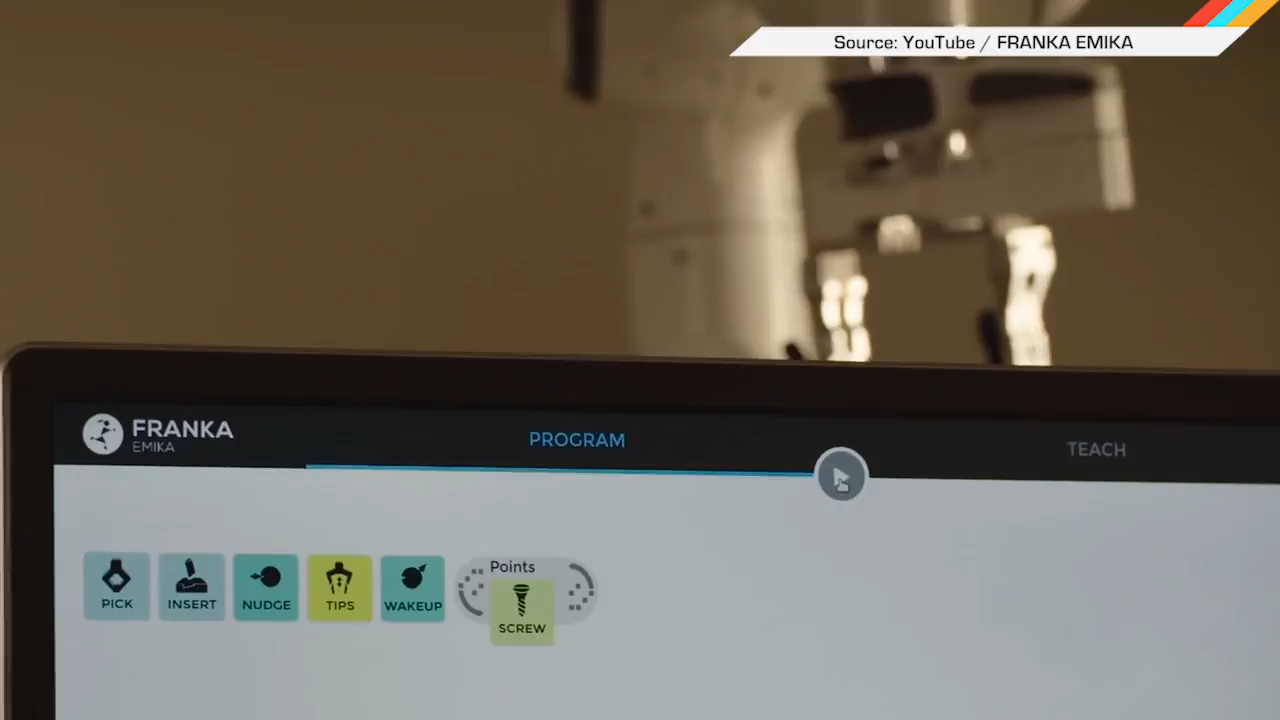 Source: YouTube / FRANKA EMIKA
FRANKA
EMIKA
PROGRAM
TEACH
PICK
INSERT
NUDGE
TIPS
WAKEUP
Points
SCREW